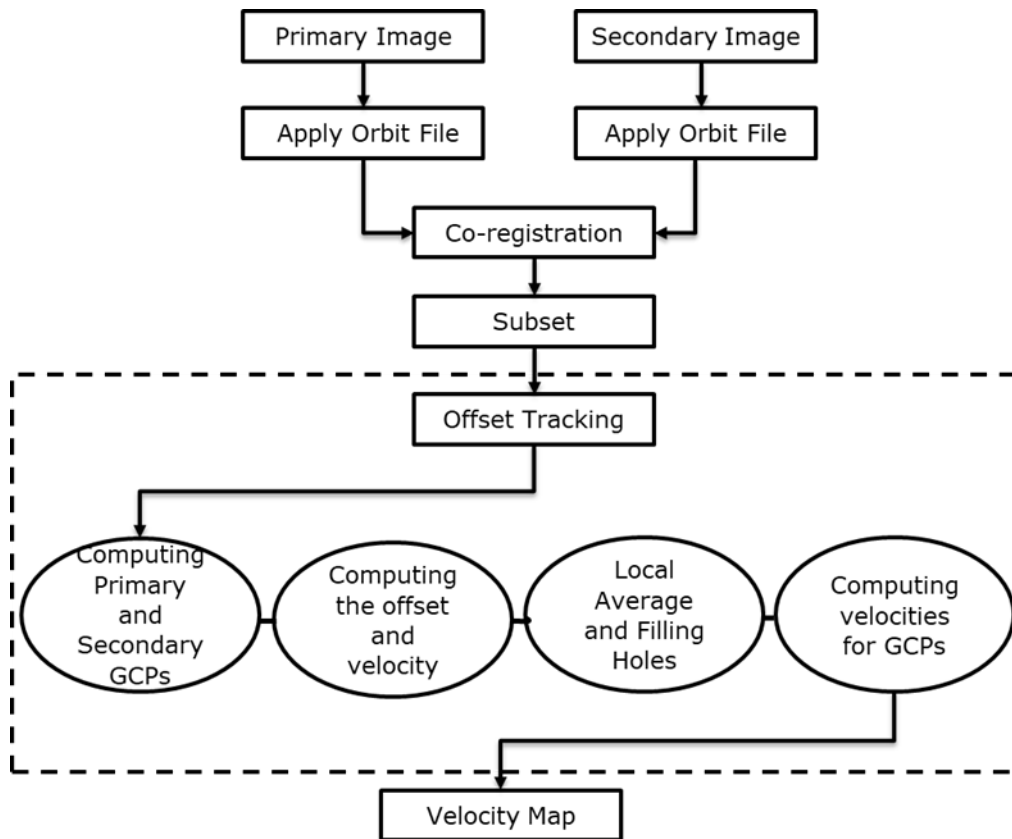 Primary Image
Secondary Image
Apply Orbit File
Apply Orbit File
Co-registration
Subset
Offset Tracking
Computing
Primary
and
Secondary
GCPs
Computing
the offset
and
velocity
Local
Average
and Filling
Holes
Computing
velocities
for GCPs
Velocity Map